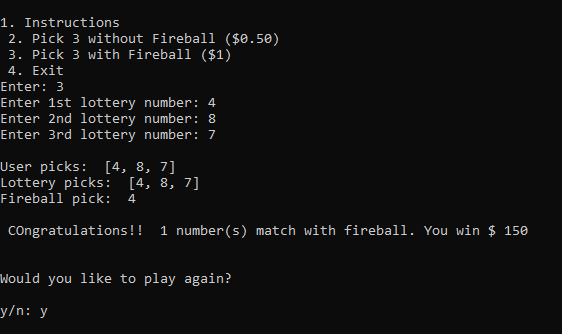 1. Instructions
2. Pick 3 without Fireball ($0.50)
3. Pick 3 with Fireball ($1)
4. Exit
Enter: 3
Enter 1st lottery number: 4
Enter 2nd lottery number: 8
Enter 3rd lottery number: 7
User picks:  [4, 8, 7]
Lottery picks:  [4, 8, 7]
Fireball pick:  4
COngratulations!!  1 number(s) match with fireball. You win $ 150
Would you like to play again?
y/n: y